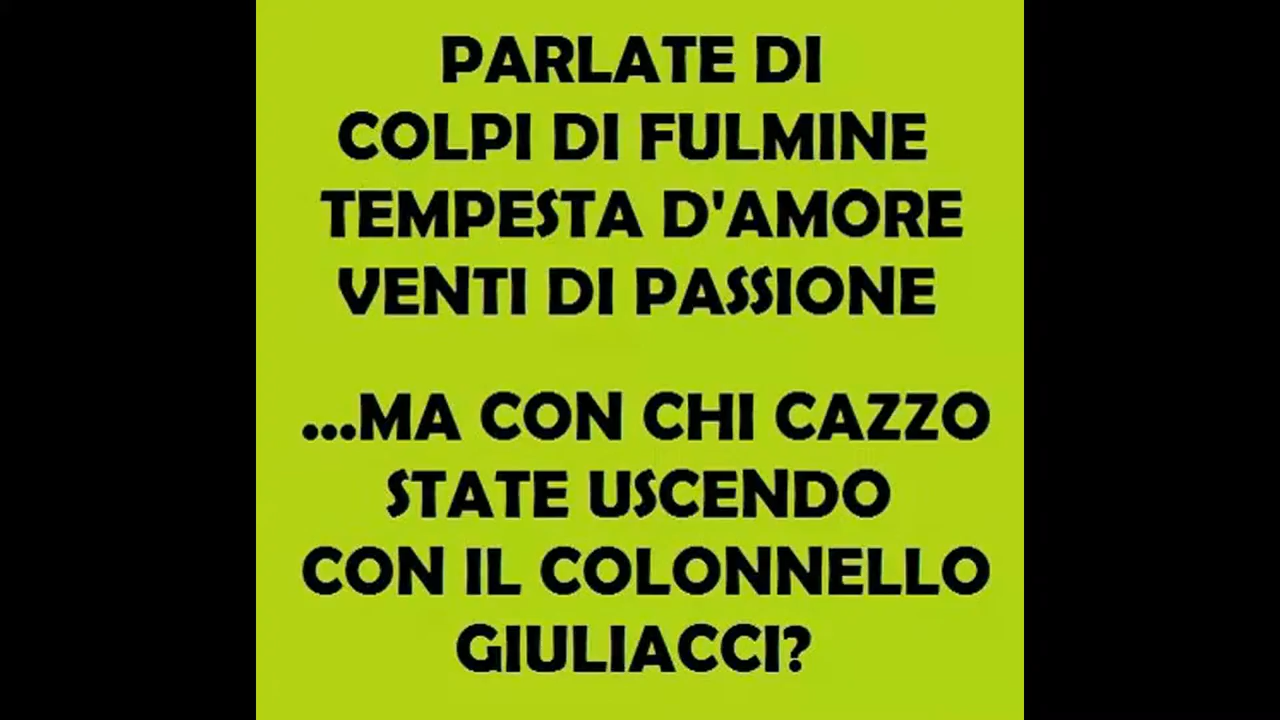 PARLATE DI
COLPI DI FULMINE
TEMPESTA D'AMORE
VENTI DI PASSIONE
...MA CON CHI CAZZO
STATE USCENDO
CON IL COLONNELLO
GIULIACCI?